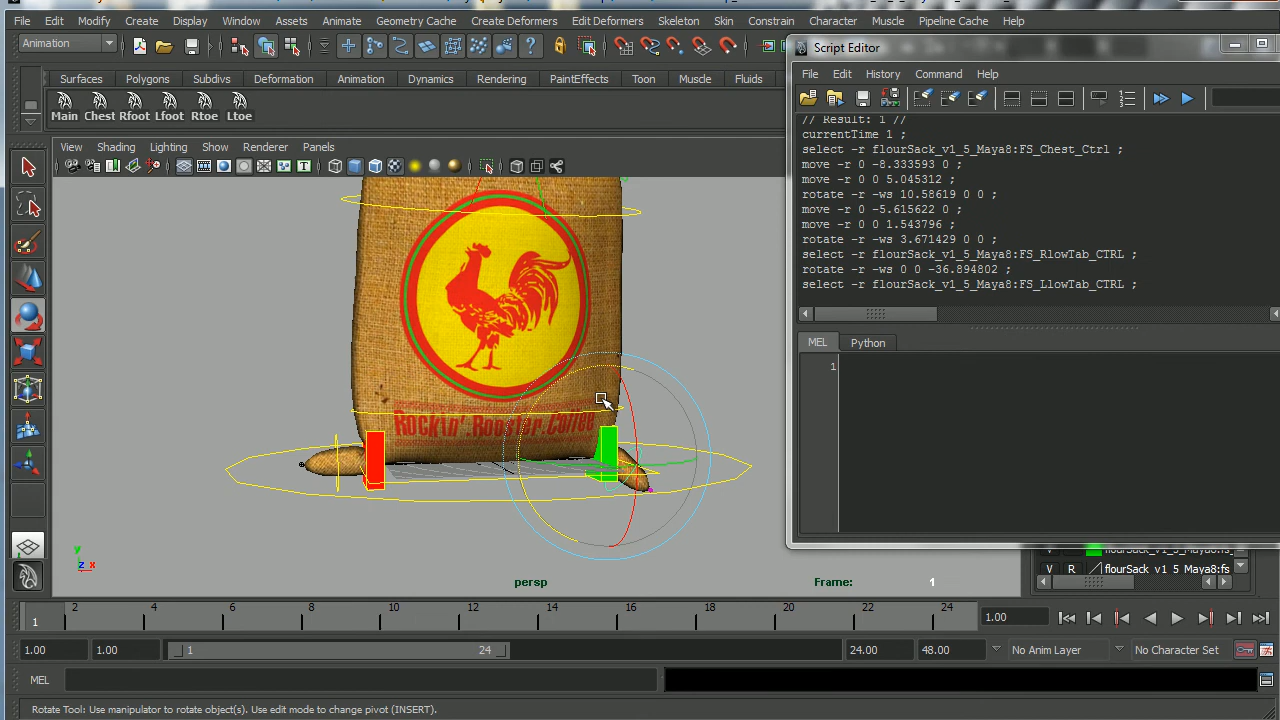 File Edit Modify Create Display Window Assets Animate Geometry Cache Create Deformers Edit Deformers Skeleton Skin Constrain Character Muscle Pipeline Cache Help
Animation
Script Editor
File Edit History Command Help
Surfaces Polygons Subdivs Deformation Animation Dynamics Rendering PaintEffects Toon Muscle Fluids
Main Chest Rfoot Lfoot Rtoe Ltoe
View Shading Lighting Show Renderer Panels
// Result: 1 //
currentTime 1 ;
select -r flourSack_v1_5_Maya8:FS_Chest_Ctrl ;
move -r 0 -8.333593 0 ;
move -r 0 0 5.045312 ;
rotate -r -ws 10.58619 0 0 ;
move -r 0 -5.615622 0 ;
move -r 0 0 1.543796 ;
rotate -r -ws 3.671429 0 0 ;
select -r flourSack_v1_5_Maya8:FS_RlowTab_CTRL ;
rotate -r -ws 0 0 -36.894802 ;
select -r flourSack_v1_5_Maya8:FS_LlowTab_CTRL ;
MEL Python
1
Rockin' Rooster Coffee
y
z x
persp
Frame: 1
V flourSack_v1_5_Maya8:fs_
V R flourSack_v1_5_Maya8:fs
1 2 4 6 8 10 12 14 16 18 20 22 24
1.00
1.00 1.00 1 24 24.00 48.00 No Anim Layer No Character Set
MEL
Rotate Tool: Use manipulator to rotate object(s). Use edit mode to change pivot (INSERT).